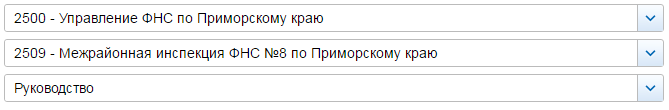 2500 - Управление ФНС по Приморскому краю
2509 - Межрайонная инспекция ФНС №8 по Приморскому краю
Руководство